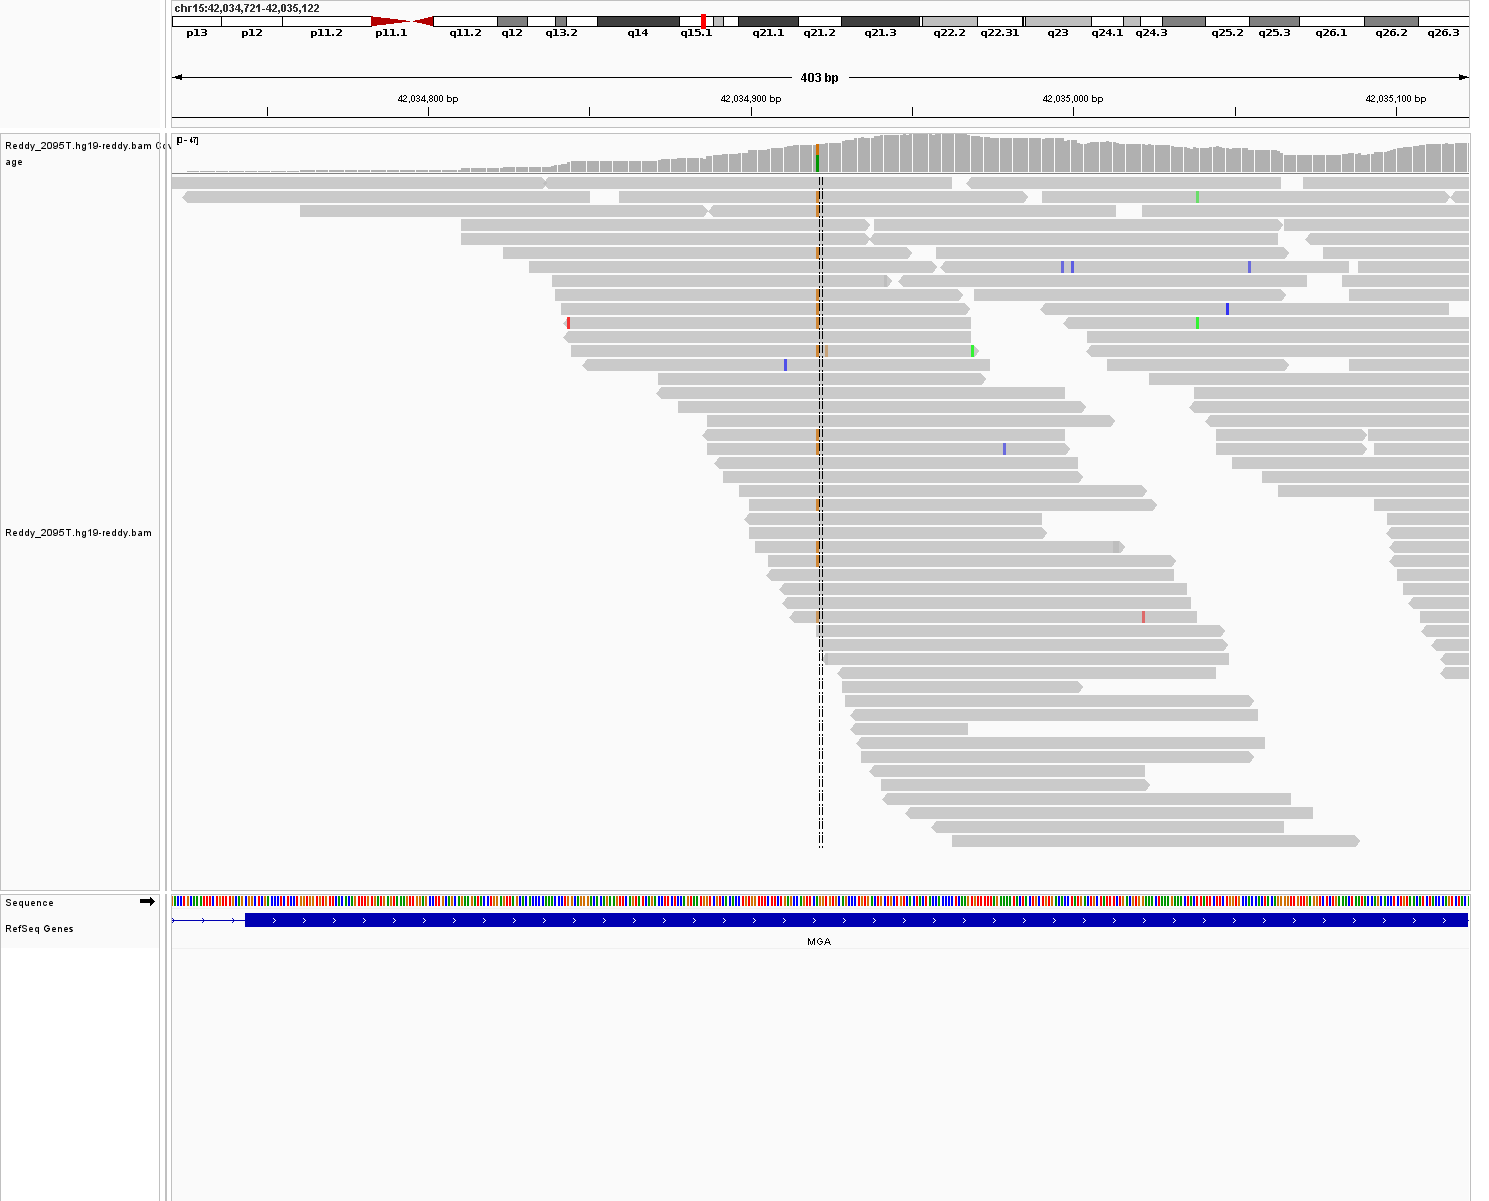 chr15:42,034,721-42,035,122
p13 p12 p11.2 p11.1 q11.2 q12 q13.2 q14 q15.1 q21.1 q21.2 q21.3 q22.2 q22.31 q23 q24.1 q24.3 q25.2 q25.3 q26.1 q26.2 q26.3
403 bp
42,034,800 bp 42,034,900 bp 42,035,000 bp 42,035,100 bp
[0 - 47]
Reddy_2095T.hg19-reddy.bam Cov
age
Reddy_2095T.hg19-reddy.bam
Sequence
RefSeq Genes
MGA